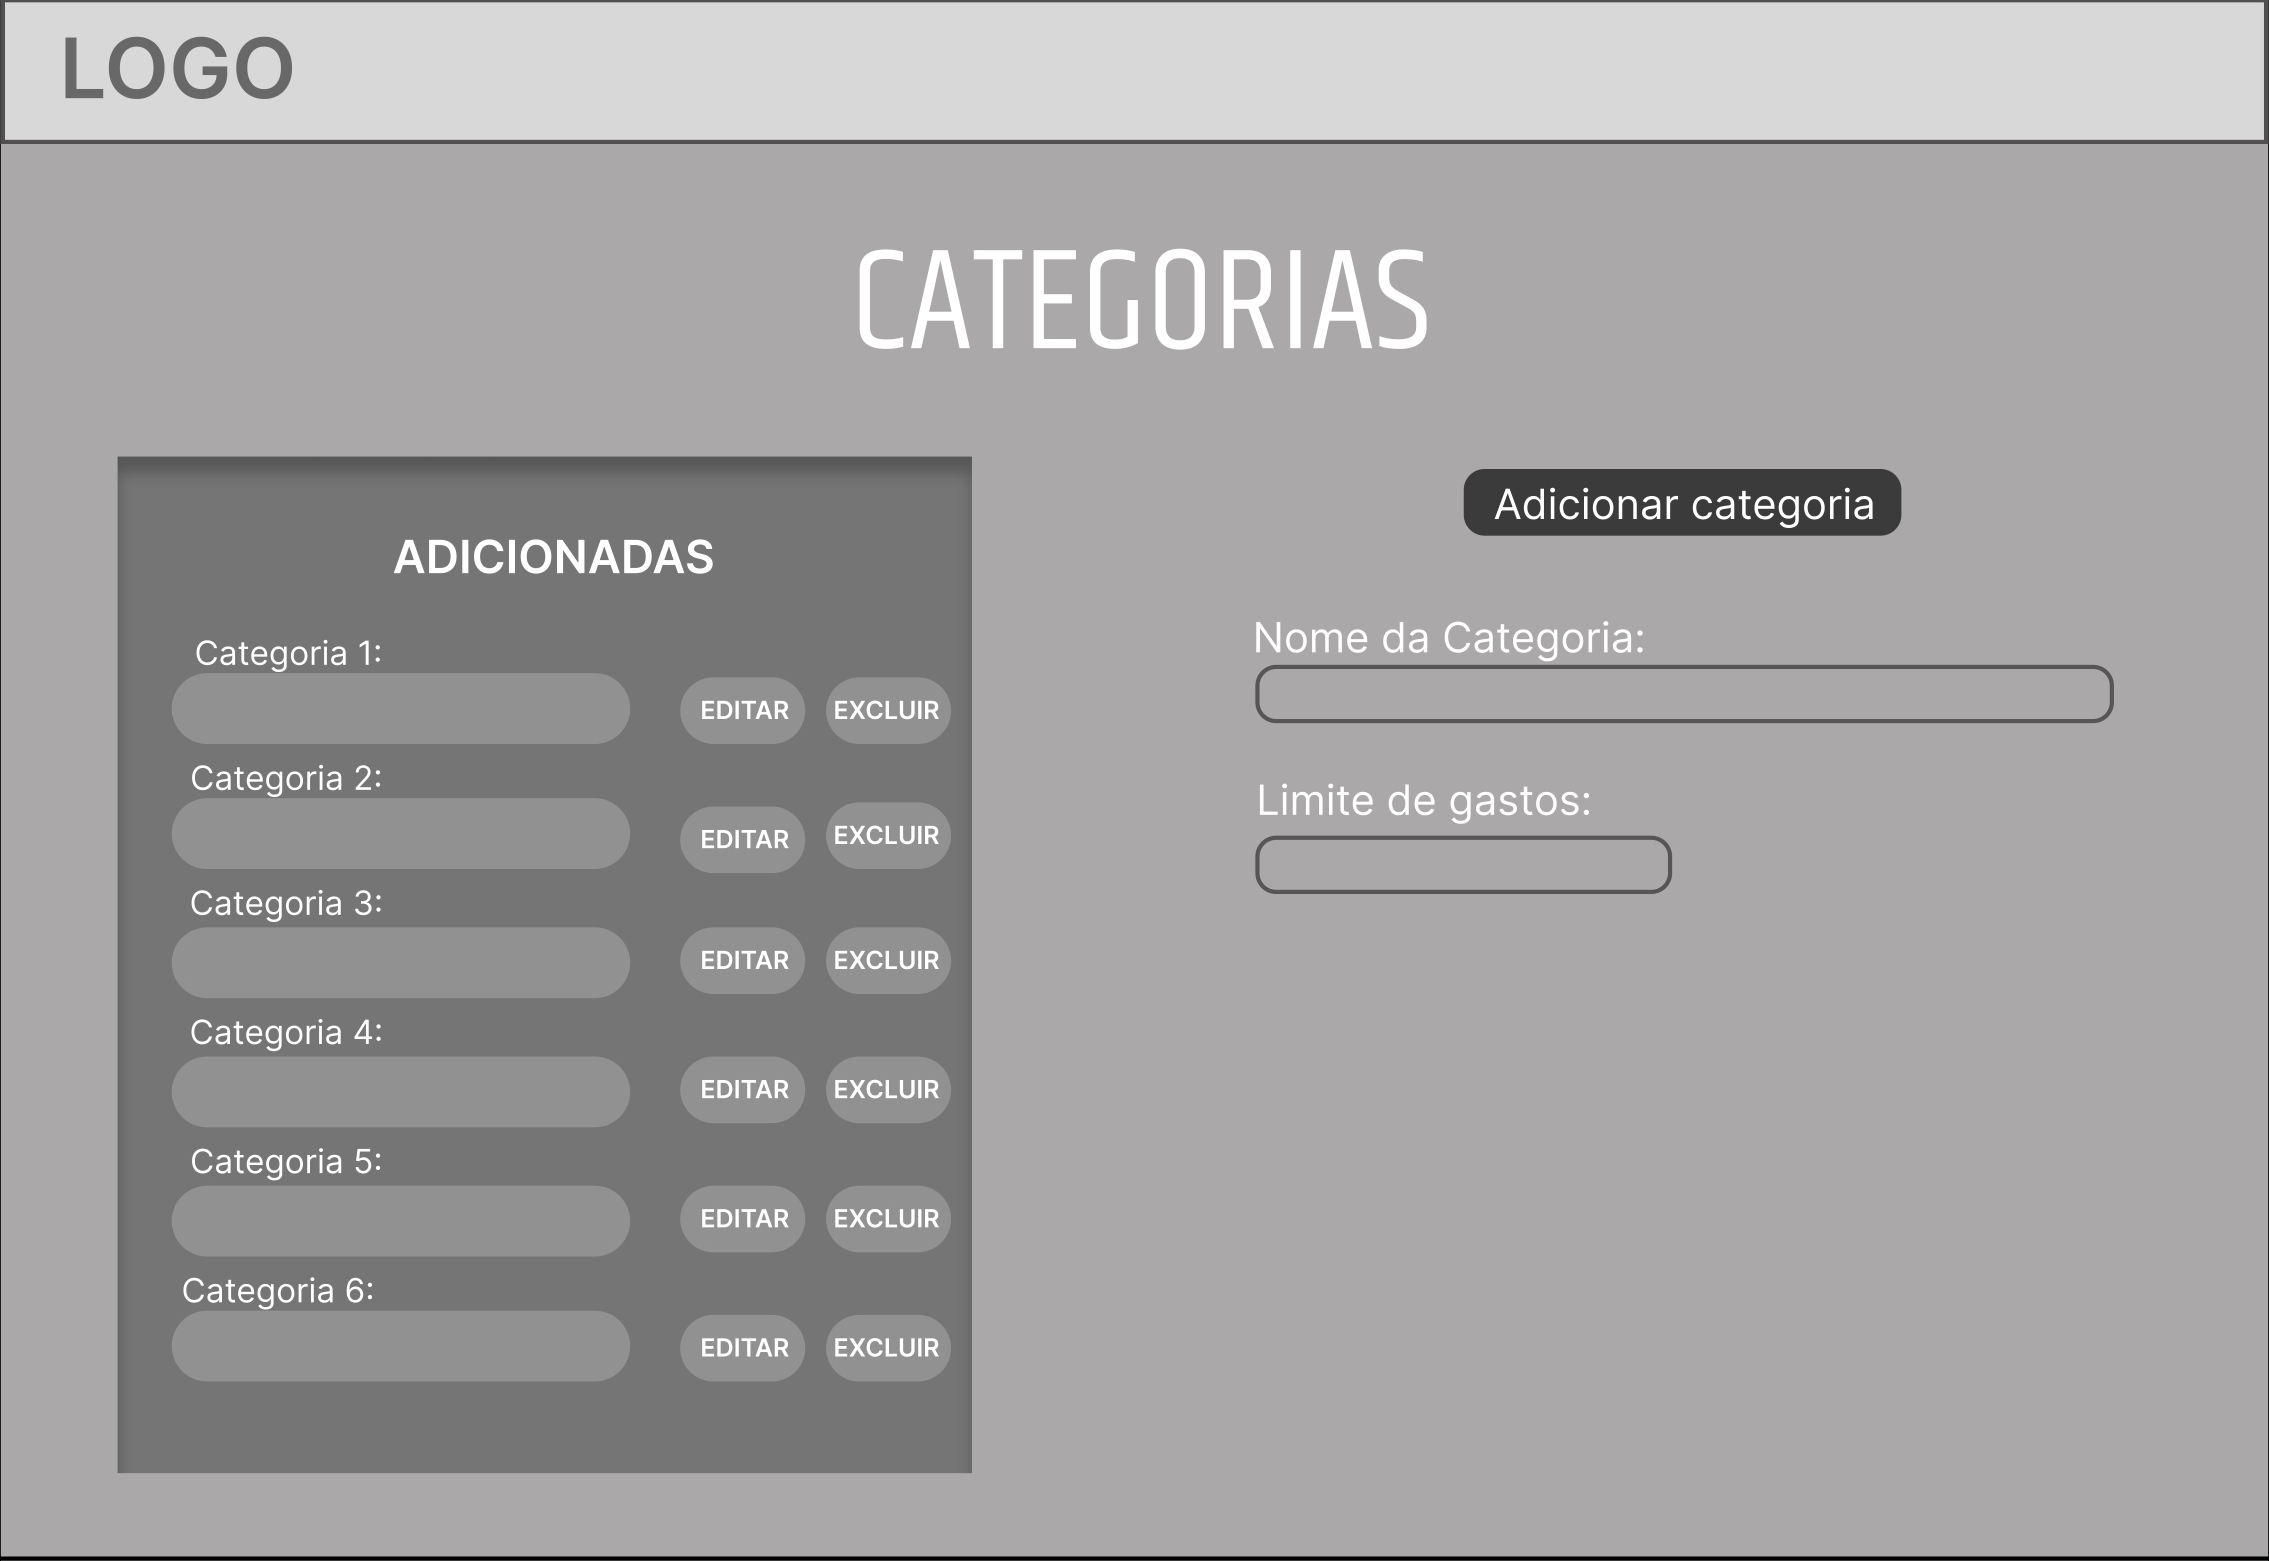 LOGO
CATEGORIAS
ADICIONADAS
Categoria 1:
EDITAR EXCLUIR
Categoria 2:
EDITAR EXCLUIR
Categoria 3:
EDITAR EXCLUIR
Categoria 4:
EDITAR EXCLUIR
Categoria 5:
EDITAR EXCLUIR
Categoria 6:
EDITAR EXCLUIR
Adicionar categoria
Nome da Categoria:
Limite de gastos: